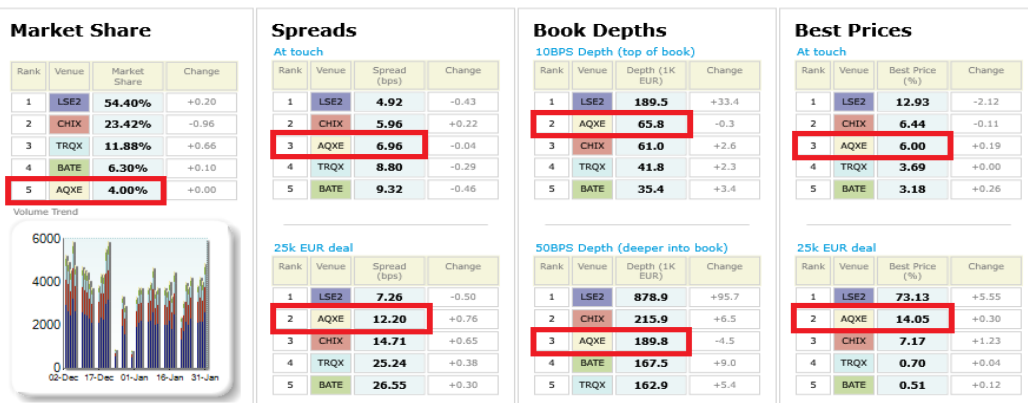 Market Share
Rank Venue Market Share Change
1 LSE2 54.40% +0.20
2 CHIX 23.42% -0.96
3 TRQX 11.88% +0.66
4 BATE 6.30% +0.10
5 AQXE 4.00% +0.00
Volume Trend
6000
4000
2000
0
02-Dec 17-Dec 01-Jan 16-Jan 31-Jan
Spreads
At touch
Rank Venue Spread (bps) Change
1 LSE2 4.92 -0.43
2 CHIX 5.96 +0.22
3 AQXE 6.96 -0.04
4 TRQX 8.80 -0.29
5 BATE 9.32 -0.46
25k EUR deal
Rank Venue Spread (bps) Change
1 LSE2 7.26 -0.50
2 AQXE 12.20 +0.76
3 CHIX 14.71 +0.65
4 TRQX 25.24 +0.38
5 BATE 26.55 +0.30
Book Depths
10BPS Depth (top of book)
Rank Venue Depth (1K EUR) Change
1 LSE2 189.5 +33.4
2 AQXE 65.8 -0.3
3 CHIX 61.0 +2.6
4 TRQX 41.8 +2.3
5 BATE 35.4 +3.4
50BPS Depth (deeper into book)
Rank Venue Depth (1K EUR) Change
1 LSE2 878.9 +95.7
2 CHIX 215.9 +6.5
3 AQXE 189.8 -4.5
4 BATE 167.5 +9.0
5 TRQX 162.9 +5.4
Best Prices
At touch
Rank Venue Best Price (%) Change
1 LSE2 12.93 -2.12
2 CHIX 6.44 -0.11
3 AQXE 6.00 +0.19
4 TRQX 3.69 +0.00
5 BATE 3.18 +0.26
25k EUR deal
Rank Venue Best Price (%) Change
1 LSE2 73.13 +5.55
2 AQXE 14.05 +0.30
3 CHIX 7.17 +1.23
4 TRQX 0.70 +0.04
5 BATE 0.51 +0.12